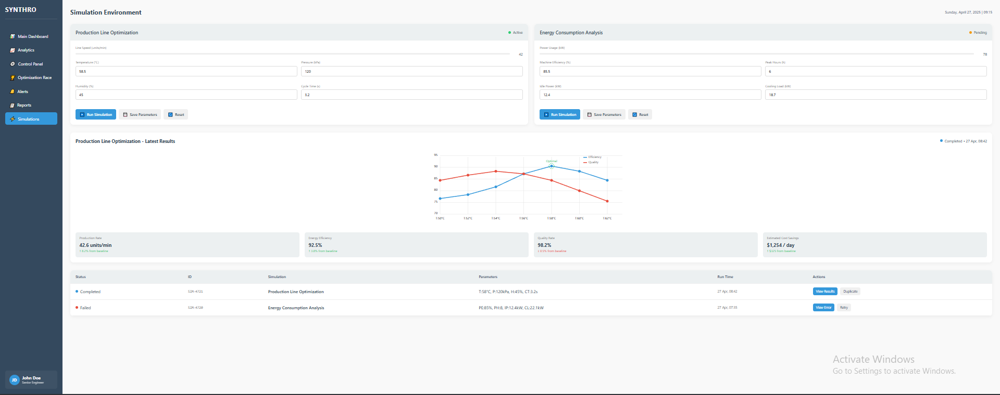 SYNTHRO
Main Dashboard
Analytics
Control Panel
Optimization Race
Alerts
Reports
Simulations
JD
John Doe
Senior Engineer
Simulation Environment
Sunday, April 27, 2025 | 09:15
Production Line Optimization
Active
Line Speed (units/min)
42
Temperature (°C)
Pressure (kPa)
58.5
120
Humidity (%)
Cycle Time (s)
45
3.2
Run Simulation
Save Parameters
Reset
Energy Consumption Analysis
Pending
Power Usage (kW)
78
Machine Efficiency (%)
Peak Hours (h)
85.5
6
Idle Power (kW)
Cooling Load (kW)
12.4
18.7
Run Simulation
Save Parameters
Reset
Production Line Optimization - Latest Results
Completed • 27 Apr, 08:42
95
90
85
80
75
70
Optimal
Efficiency
Quality
T:50°C
T:52°C
T:54°C
T:56°C
T:58°C
T:60°C
T:62°C
Production Rate
42.6 units/min
↑ 8.2% from baseline
Energy Efficiency
92.5%
↑ 3.8% from baseline
Quality Rate
98.2%
↓ 0.5% from baseline
Estimated Cost Savings
$1,254 / day
↑ $325 from baseline
Status ID Simulation Parameters Run Time Actions
Completed SIM-4721 Production Line Optimization T:58°C, P:120kPa, H:45%, CT:3.2s 27 Apr, 08:42 View Results Duplicate
Failed SIM-4720 Energy Consumption Analysis PE:85%, PH:8, IP:12.4kW, CL:22.1kW 27 Apr, 07:35 View Error Retry
Activate Windows
Go to Settings to activate Windows.